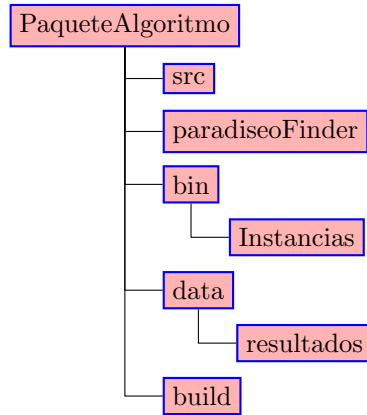 PaqueteAlgoritmo
src
paradiseoFinder
bin
Instancias
data
resultados
build